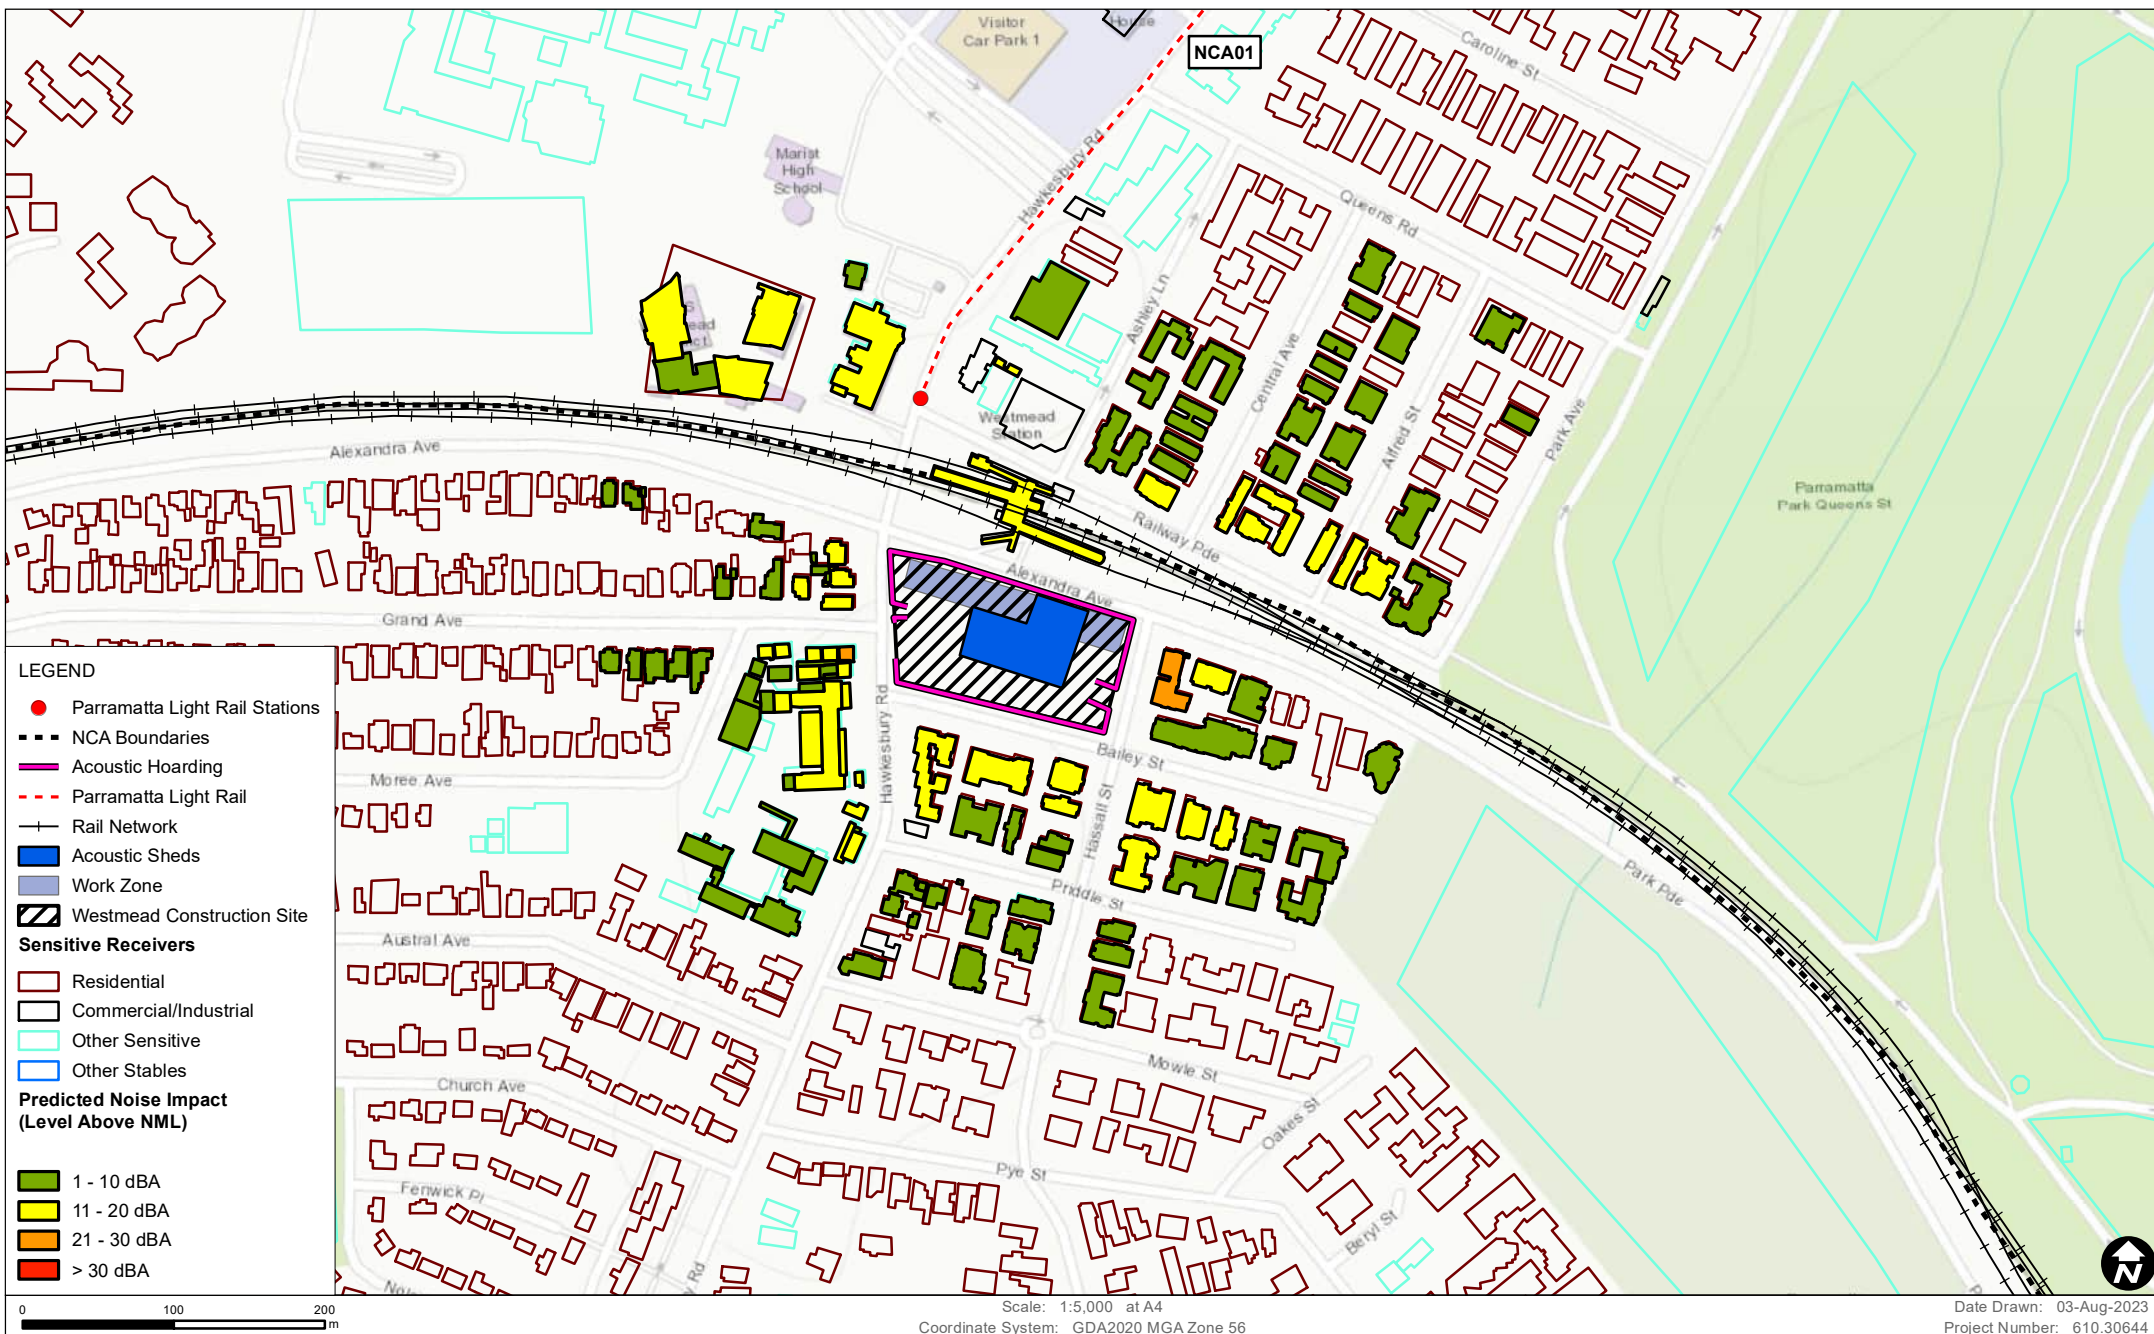 Visitor
Car Park 1
House
NCA01
Caroline St
Marist
High
School
Hawkesbury Rd
Queens Rd
Ashley Ln
Central Ave
Alfred St
Park Ave
Westmead
Station
Parramatta
Park Queens St
Alexandra Ave
Railway Pde
Alexandra Ave
Grand Ave
Hawkesbury Rd
Bailey St
Moree Ave
Hassall St
Priddle St
Park Pde
Austral Ave
Mowle St
Church Ave
Oakes St
Pye St
Fenwick Pl
Beryl St
LEGEND
Parramatta Light Rail Stations
NCA Boundaries
Acoustic Hoarding
Parramatta Light Rail
Rail Network
Acoustic Sheds
Work Zone
Westmead Construction Site
Sensitive Receivers
Residential
Commercial/Industrial
Other Sensitive
Other Stables
Predicted Noise Impact
(Level Above NML)
1 - 10 dBA
11 - 20 dBA
21 - 30 dBA
> 30 dBA
N
0 100 200
m
Scale: 1:5,000 at A4
Coordinate System: GDA2020 MGA Zone 56
Date Drawn: 03-Aug-2023
Project Number: 610.30644